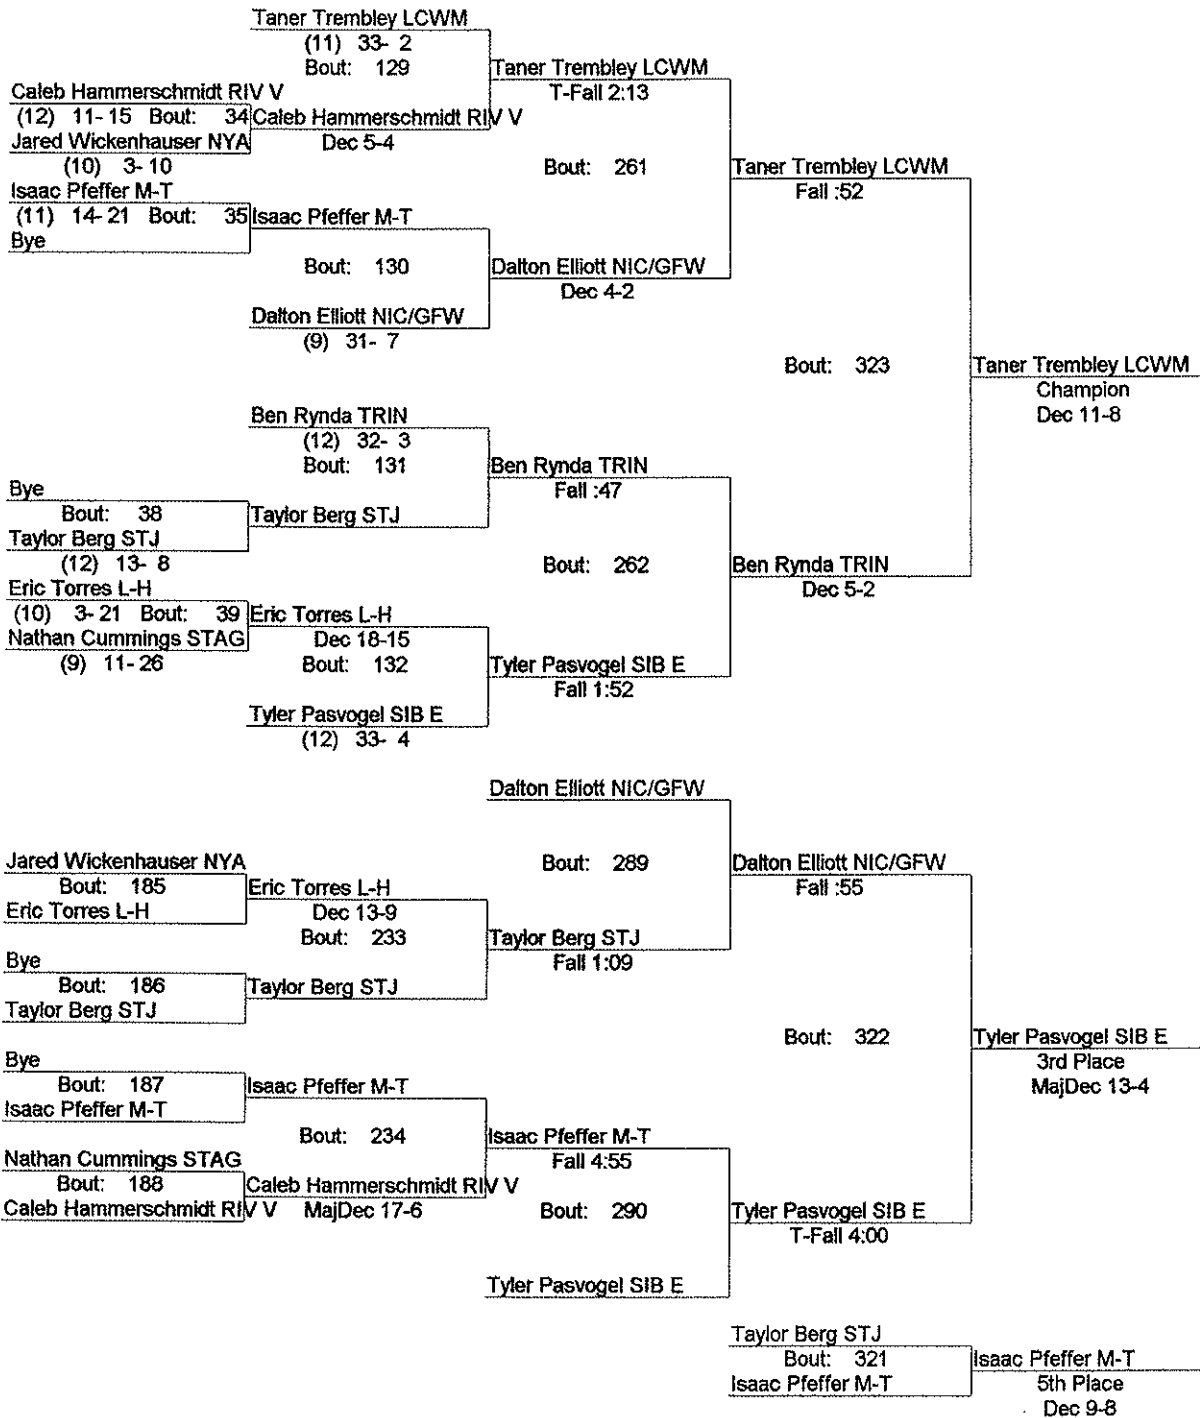 Taner Trembley LCWM
(11) 33- 2
Bout: 129
Taner Trembley LCWM
T-Fall 2:13
Caleb Hammerschmidt RIV V
(12) 11- 15 Bout: 34
Caleb Hammerschmidt RIV V
Jared Wickenhauser NYA
Dec 5-4
(10) 3- 10
Bout: 261
Taner Trembley LCWM
Fall :52
Isaac Pfeffer M-T
(11) 14- 21 Bout: 35
Isaac Pfeffer M-T
Bye
Bout: 130
Dalton Elliott NIC/GFW
Dec 4-2
Dalton Elliott NIC/GFW
(9) 31- 7
Bout: 323
Taner Trembley LCWM
Champion
Dec 11-8
Ben Rynda TRIN
(12) 32- 3
Bout: 131
Ben Rynda TRIN
Fall :47
Bye
Bout: 38
Taylor Berg STJ
Taylor Berg STJ
(12) 13- 8
Bout: 262
Ben Rynda TRIN
Dec 5-2
Eric Torres L-H
(10) 3- 21 Bout: 39
Eric Torres L-H
Nathan Cummings STAG
Dec 18-15
(9) 11- 26
Bout: 132
Tyler Pasvogel SIB E
Fall 1:52
Tyler Pasvogel SIB E
(12) 33- 4
Dalton Elliott NIC/GFW
Bout: 289
Dalton Elliott NIC/GFW
Fall :55
Jared Wickenhauser NYA
Bout: 185
Eric Torres L-H
Eric Torres L-H
Dec 13-9
Bout: 233
Taylor Berg STJ
Fall 1:09
Bye
Bout: 186
Taylor Berg STJ
Taylor Berg STJ
Bout: 322
Tyler Pasvogel SIB E
3rd Place
MajDec 13-4
Bye
Bout: 187
Isaac Pfeffer M-T
Isaac Pfeffer M-T
Bout: 234
Isaac Pfeffer M-T
Fall 4:55
Nathan Cummings STAG
Bout: 188
Caleb Hammerschmidt RIV V
Caleb Hammerschmidt RIV V
MajDec 17-6
Bout: 290
Tyler Pasvogel SIB E
T-Fall 4:00
Tyler Pasvogel SIB E
Taylor Berg STJ
Bout: 321
Isaac Pfeffer M-T
Isaac Pfeffer M-T
5th Place
Dec 9-8